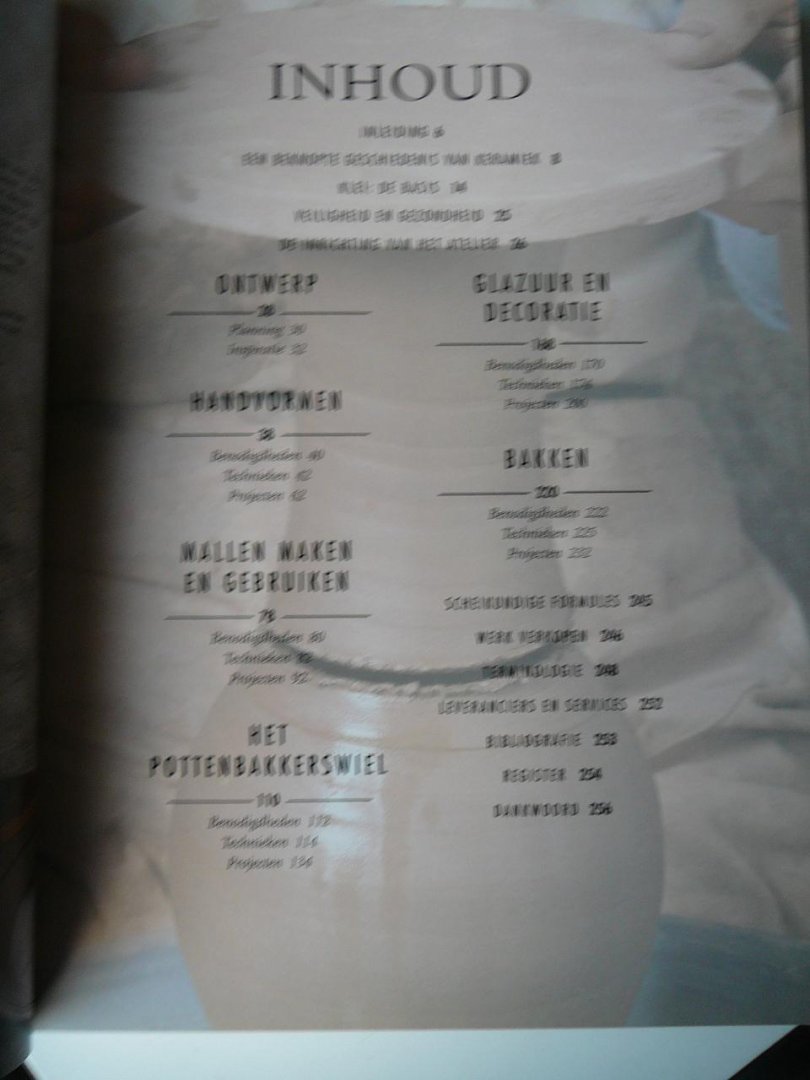 INHOUD
INLEIDING 6
EEN BEKNOPTE GESCHIEDENIS VAN KERAMIEK 8
KLEI: DE BASIS 14
VEILIGHEID EN GEZONDHEID 25
DE INRICHTING VAN HET ATELIER 26
ONTWERP
28
Planning 30
Inspiratie 32
HANDVORMEN
38
Benodigdheden 40
Technieken 42
Projecten 62
MALLEN MAKEN
EN GEBRUIKEN
78
Benodigdheden 80
Technieken
Projecten 92
HET
POTTENBAKKERSWIEL
110
Benodigdheden 112
Technieken 114
Projecten 134
GLAZUUR EN
DECORATIE
168
Benodigdheden 170
Technieken 176
Projecten
BAKKEN
220
Benodigdheden 222
Technieken 225
Projecten 232
SCHEIKUNDIGE FORMULES 245
WERK VERKOPEN 246
TERMINOLOGIE 248
LEVERANCIERS EN SERVICES 252
BIBLIOGRAFIE 253
REGISTER 254
DANKWOORD 256